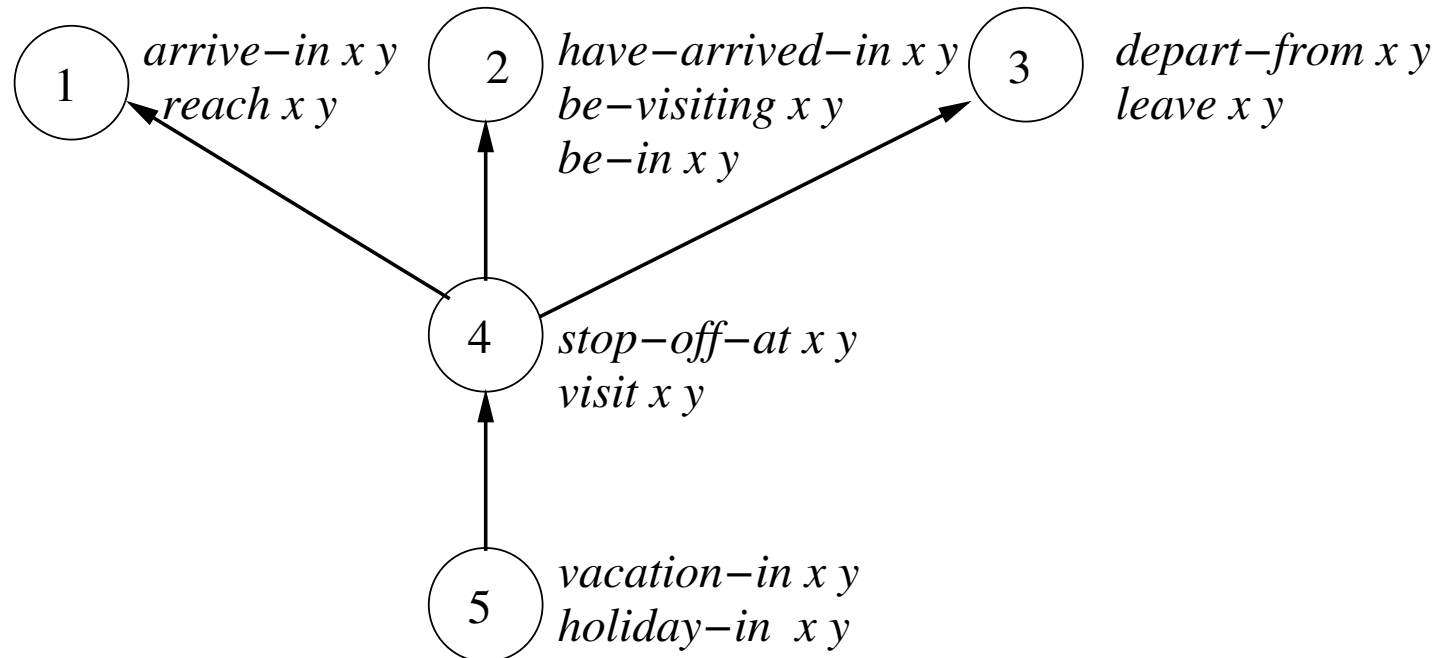 1
arrive−in x y
reach x y
2
have−arrived−in x y
be−visiting x y
be−in x y
3
depart−from x y
leave x y
4
stop−off−at x y
visit x y
5
vacation−in x y
holiday−in x y